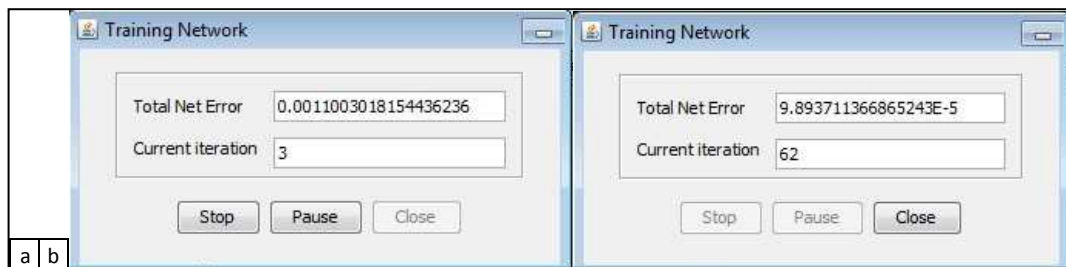 Training Network
Total Net Error 0.0011003018154436236
Current iteration 3
Stop Pause Close
Training Network
Total Net Error 9.893711366865243E-5
Current iteration 62
Stop Pause Close
a b